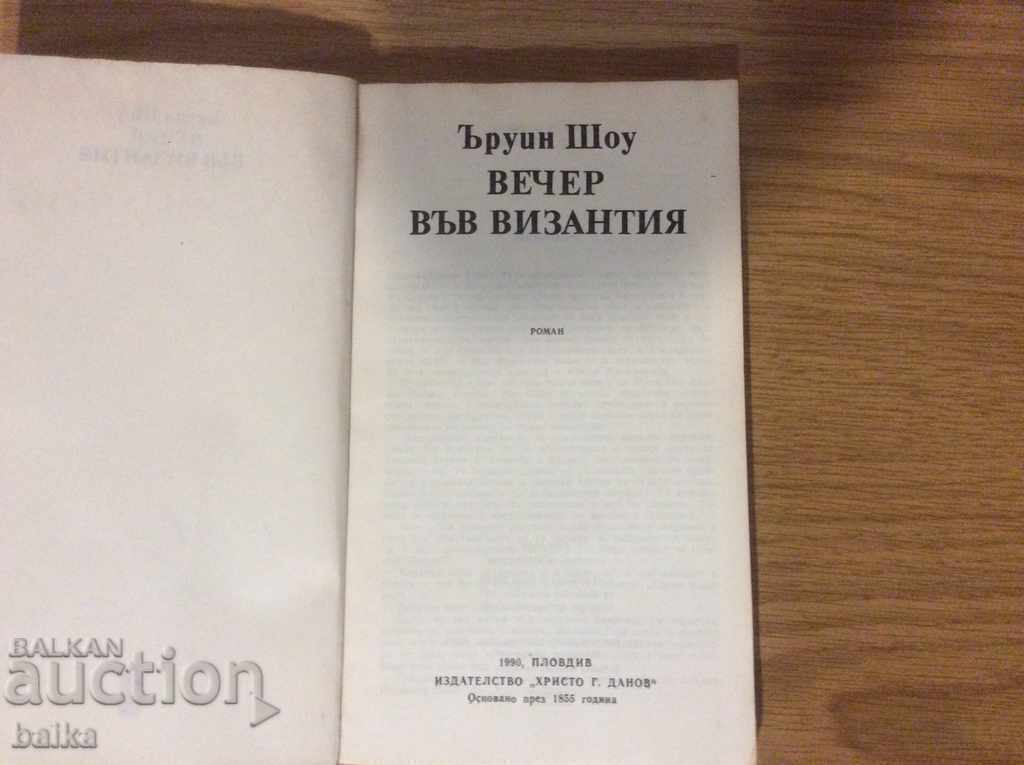 Ъруин Шоу
ВЕЧЕР
ВЪВ ВИЗАНТИЯ
РОМАН
1990, ПЛОВДИВ
ИЗДАТЕЛСТВО „ХРИСТО Г. ДАНОВ“
Основано през 1855 година
BALKAN
auction
balka